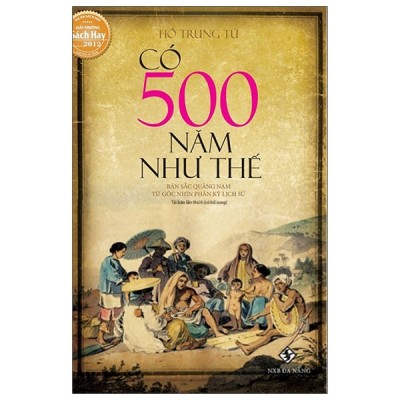 GIẢI THƯỞNG
Sách Hay
2012
HỒ TRUNG TÚ
CÓ
500
NĂM
NHƯ THẾ
BẢN SẮC QUẢNG NAM
TỪ GÓC NHÌN PHÂN KỲ LỊCH SỬ
NXB ĐÀ NẴNG